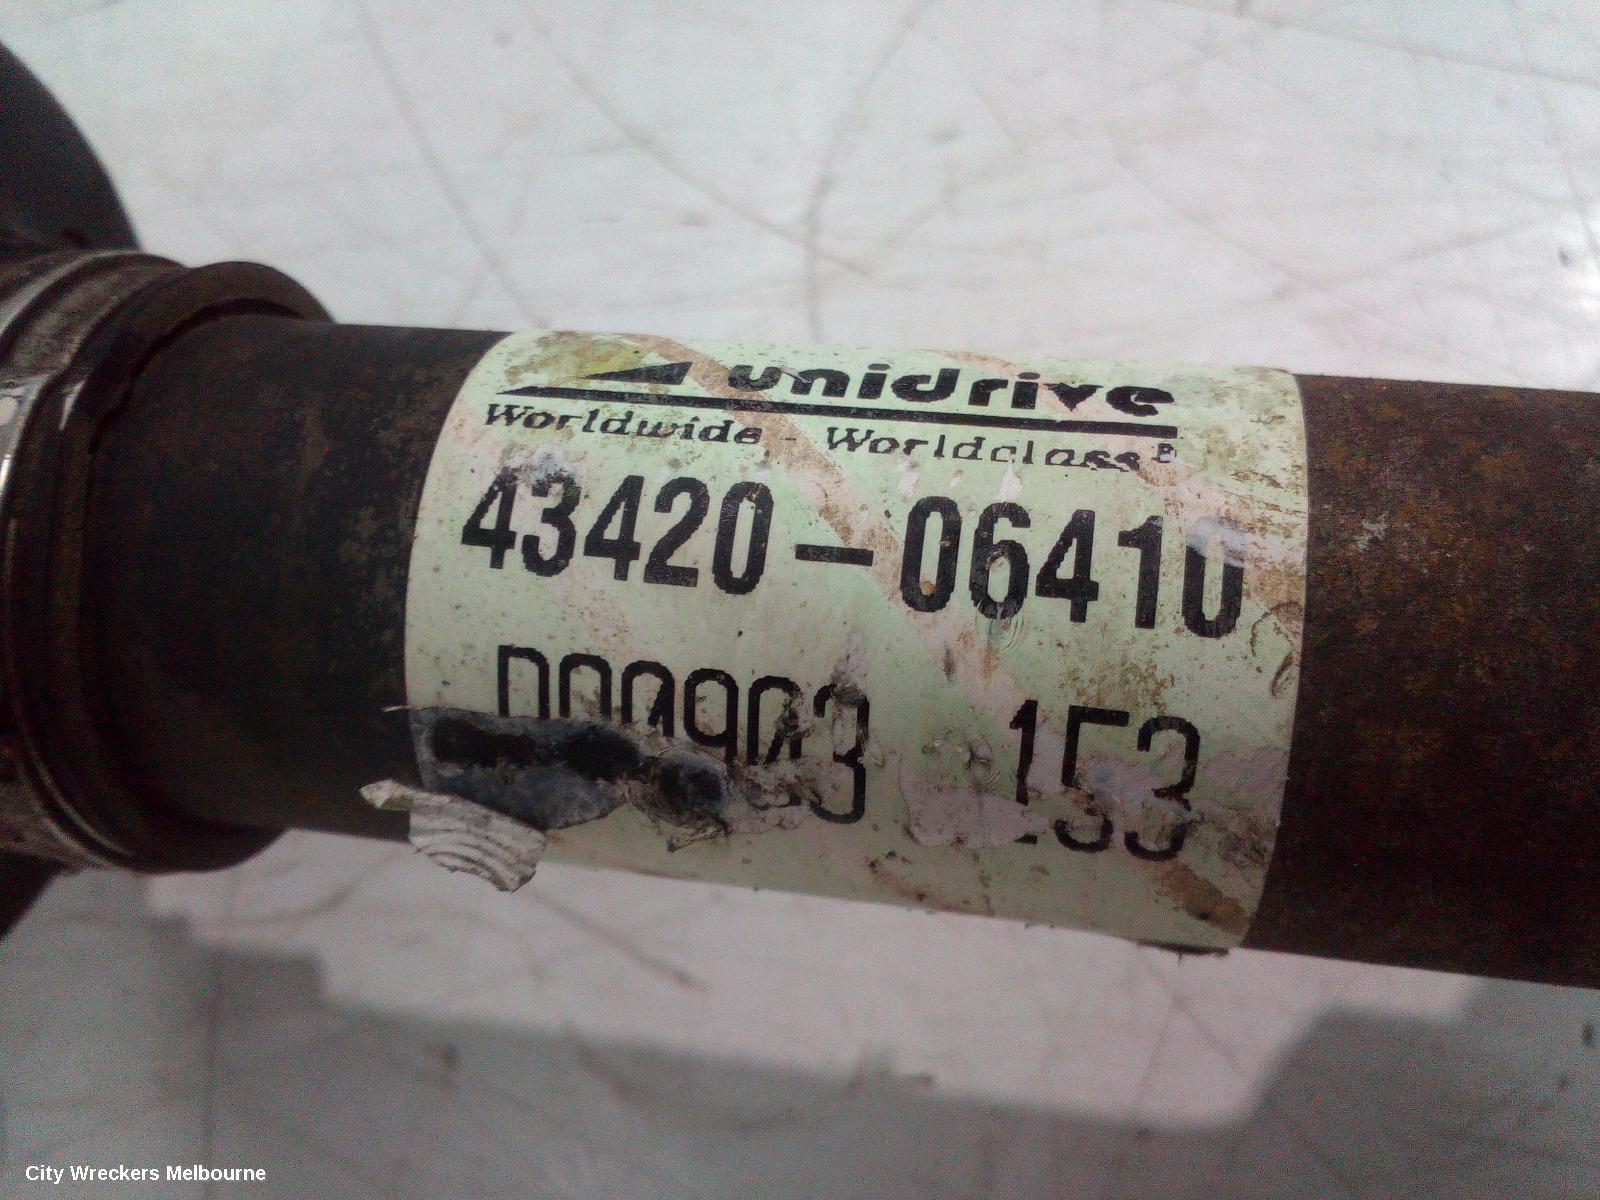 unidrive
Worldwide - Worldclass
43420-06410
153
City Wreckers Melbourne